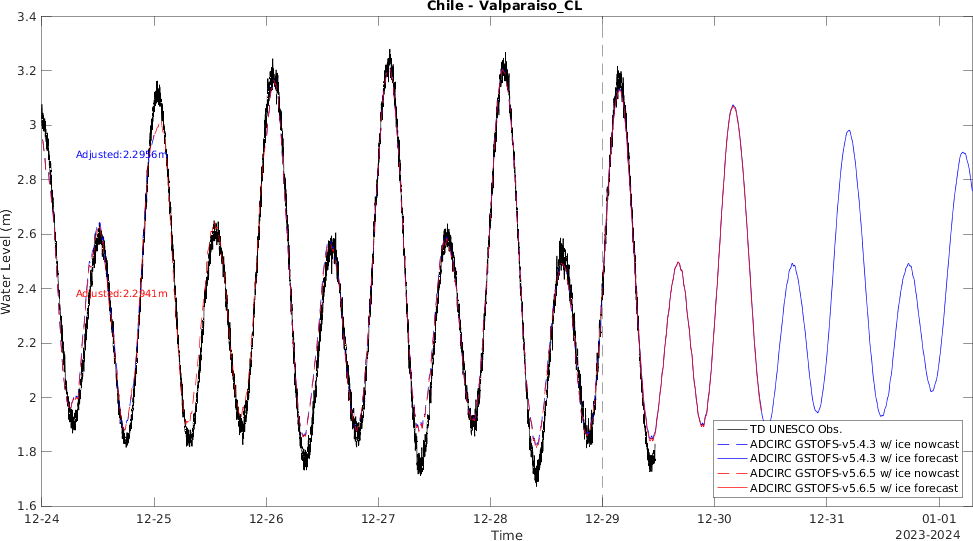 Chile - Valparaiso_CL
3.4
3.2
3
2.8
2.6
2.4
2.2
2
1.8
1.6
Water Level (m)
Adjusted:2.2956m
Adjusted:2.2941m
TD UNESCO Obs.
ADCIRC GSTOFS-v5.4.3 w/ ice nowcast
ADCIRC GSTOFS-v5.4.3 w/ ice forecast
ADCIRC GSTOFS-v5.6.5 w/ ice nowcast
ADCIRC GSTOFS-v5.6.5 w/ ice forecast
12-24 12-25 12-26 12-27 12-28 12-29 12-30 12-31 01-01
Time
2023-2024